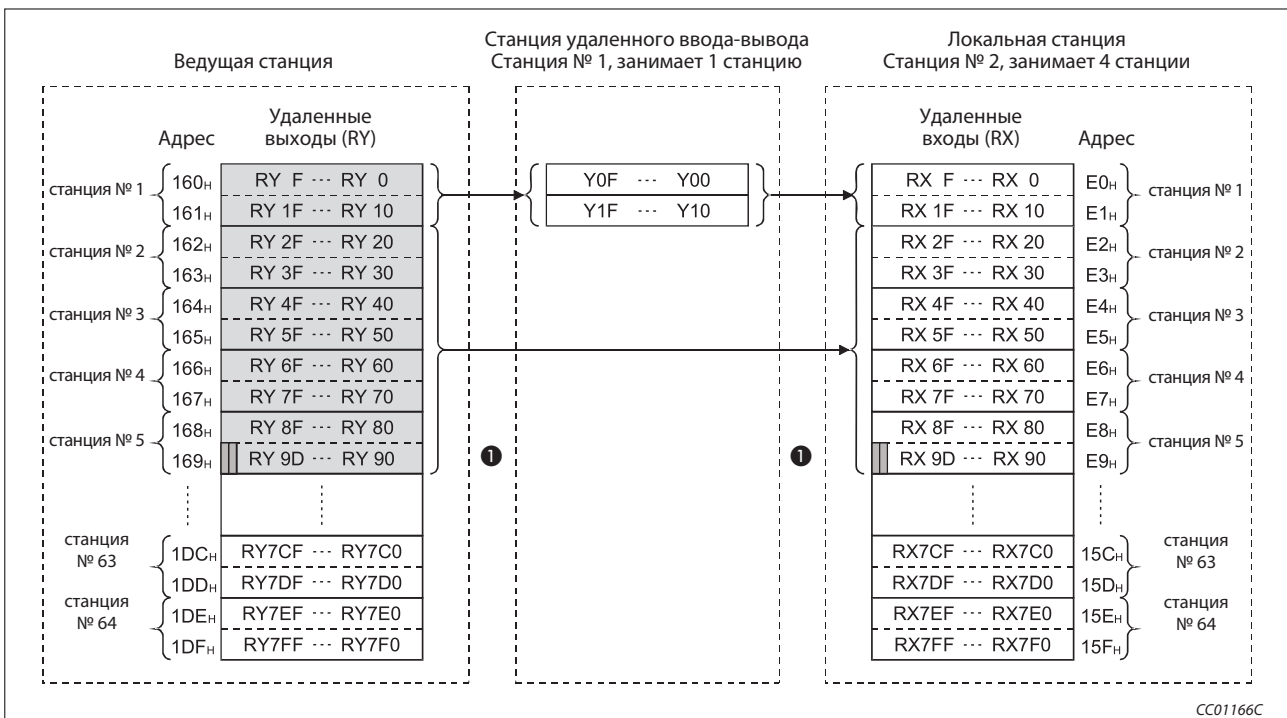 Ведущая станция
Станция удаленного ввода-вывода
Станция № 1, занимает 1 станцию
Локальная станция
Станция № 2, занимает 4 станции
Адрес
Удаленные
выходы (RY)
Удаленные
входы (RX)
Адрес
станция № 1
160H RY F ··· RY 0
161H RY 1F ··· RY 10
станция № 2
162H RY 2F ··· RY 20
163H RY 3F ··· RY 30
станция № 3
164H RY 4F ··· RY 40
165H RY 5F ··· RY 50
станция № 4
166H RY 6F ··· RY 60
167H RY 7F ··· RY 70
станция № 5
168H RY 8F ··· RY 80
169H RY 9D ··· RY 90
❶
станция
№ 63
1DCH RY7CF ··· RY7C0
1DDH RY7DF ··· RY7D0
станция
№ 64
1DEH RY7EF ··· RY7E0
1DFH RY7FF ··· RY7F0
Y0F ··· Y00
Y1F ··· Y10
❶
RX F ··· RX 0 E0H
RX 1F ··· RX 10 E1H
станция № 1
RX 2F ··· RX 20 E2H
RX 3F ··· RX 30 E3H
станция № 2
RX 4F ··· RX 40 E4H
RX 5F ··· RX 50 E5H
станция № 3
RX 6F ··· RX 60 E6H
RX 7F ··· RX 70 E7H
станция № 4
RX 8F ··· RX 80 E8H
RX 9D ··· RX 90 E9H
станция № 5
RX7CF ··· RX7C0 15CH
RX7DF ··· RX7D0 15DH
станция
№ 63
RX7EF ··· RX7E0 15EH
RX7FF ··· RX7F0 15FH
станция
№ 64
CC01166C